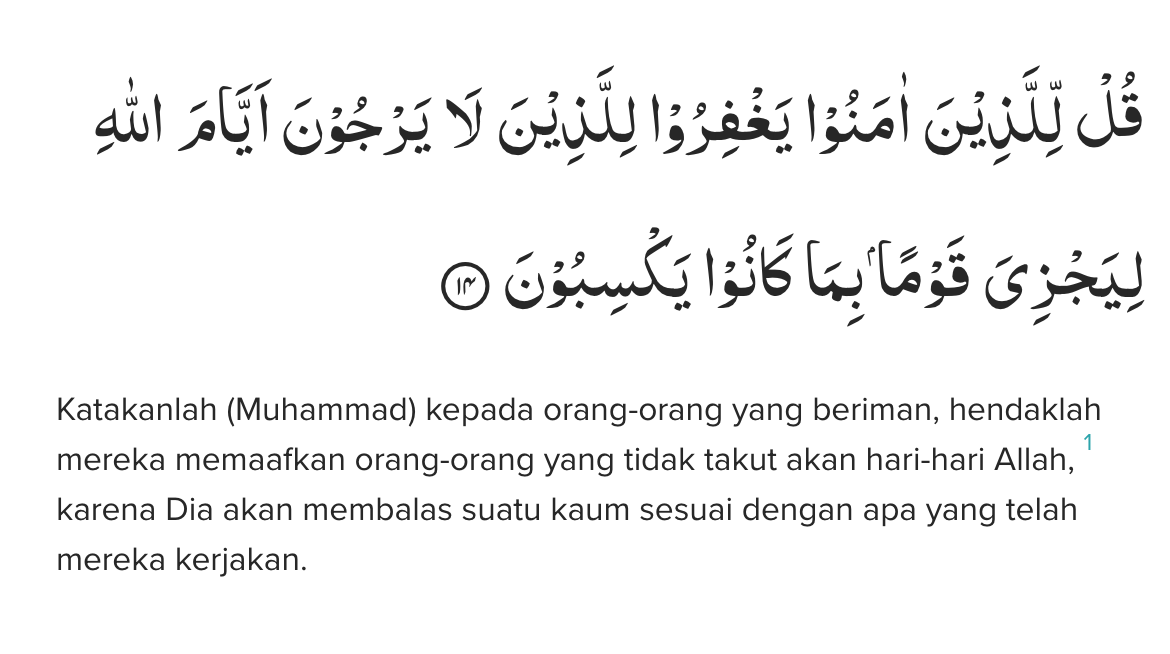 قُلْ لِّلَّذِيْنَ اٰمَنُوْا يَغْفِرُوْا لِلَّذِيْنَ لَا يَرْجُوْنَ اَيَّامَ اللّٰهِ
لِيَجْزِيَ قَوْمًا ۢبِمَا كَانُوْا يَكْسِبُوْنَ ١٤
Katakanlah (Muhammad) kepada orang-orang yang beriman, hendaklah
mereka memaafkan orang-orang yang tidak takut akan hari-hari Allah, 1
karena Dia akan membalas suatu kaum sesuai dengan apa yang telah
mereka kerjakan.